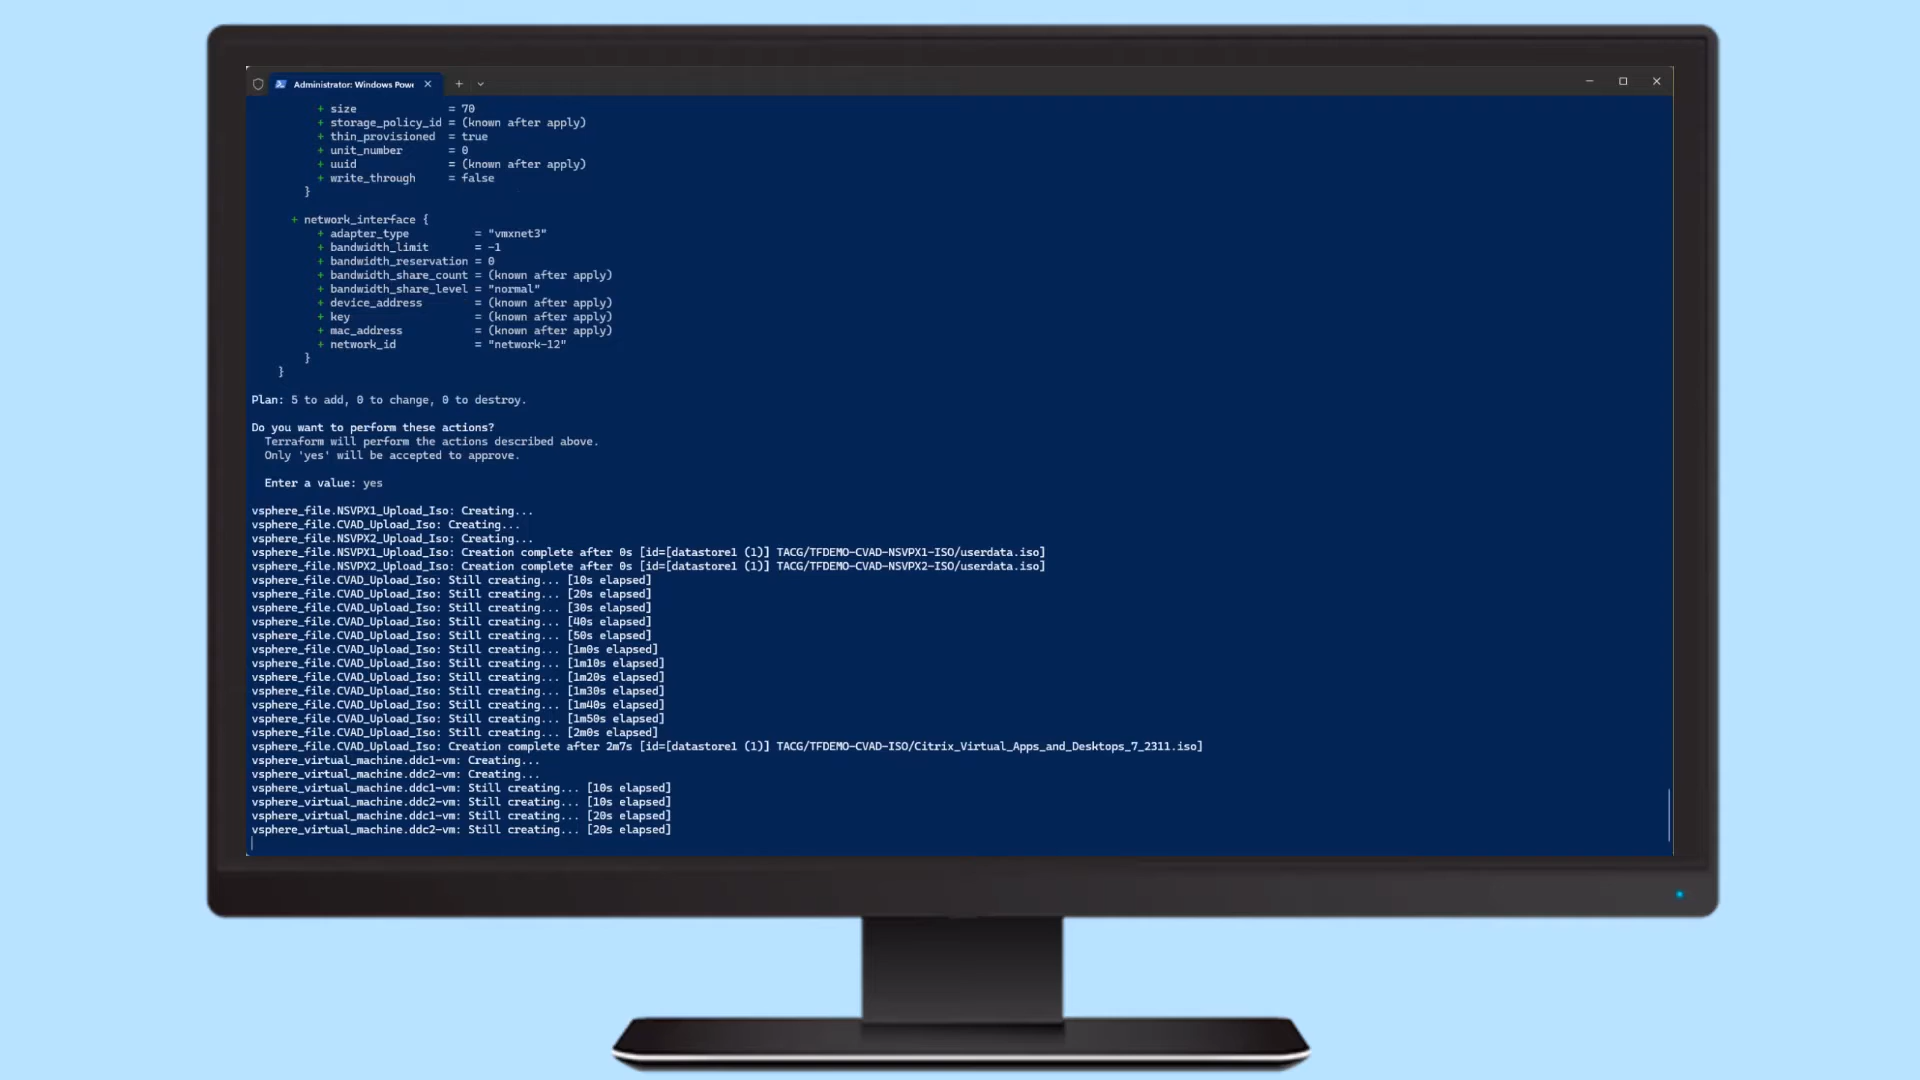 Administrator: Windows Powe
+ size = 70
+ storage_policy_id = (known after apply)
+ thin_provisioned = true
+ unit_number = 0
+ uuid = (known after apply)
+ write_through = false
}
+ network_interface {
+ adapter_type = "vmxnet3"
+ bandwidth_limit = -1
+ bandwidth_reservation = 0
+ bandwidth_share_count = (known after apply)
+ bandwidth_share_level = "normal"
+ device_address = (known after apply)
+ key = (known after apply)
+ mac_address = (known after apply)
+ network_id = "network-12"
}
}
Plan: 5 to add, 0 to change, 0 to destroy.
Do you want to perform these actions?
Terraform will perform the actions described above.
Only 'yes' will be accepted to approve.
Enter a value: yes
vsphere_file.NSVPX1_Upload_Iso: Creating...
vsphere_file.CVAD_Upload_Iso: Creating...
vsphere_file.NSVPX2_Upload_Iso: Creating...
vsphere_file.NSVPX1_Upload_Iso: Creation complete after 0s [id=[datastore1 (1)] TACG/TFDEMO-CVAD-NSVPX1-ISO/userdata.iso]
vsphere_file.NSVPX2_Upload_Iso: Creation complete after 0s [id=[datastore1 (1)] TACG/TFDEMO-CVAD-NSVPX2-ISO/userdata.iso]
vsphere_file.CVAD_Upload_Iso: Still creating... [10s elapsed]
vsphere_file.CVAD_Upload_Iso: Still creating... [20s elapsed]
vsphere_file.CVAD_Upload_Iso: Still creating... [30s elapsed]
vsphere_file.CVAD_Upload_Iso: Still creating... [40s elapsed]
vsphere_file.CVAD_Upload_Iso: Still creating... [50s elapsed]
vsphere_file.CVAD_Upload_Iso: Still creating... [1m0s elapsed]
vsphere_file.CVAD_Upload_Iso: Still creating... [1m10s elapsed]
vsphere_file.CVAD_Upload_Iso: Still creating... [1m20s elapsed]
vsphere_file.CVAD_Upload_Iso: Still creating... [1m30s elapsed]
vsphere_file.CVAD_Upload_Iso: Still creating... [1m40s elapsed]
vsphere_file.CVAD_Upload_Iso: Still creating... [1m50s elapsed]
vsphere_file.CVAD_Upload_Iso: Still creating... [2m0s elapsed]
vsphere_file.CVAD_Upload_Iso: Creation complete after 2m7s [id=[datastore1 (1)] TACG/TFDEMO-CVAD-ISO/Citrix_Virtual_Apps_and_Desktops_7_2311.iso]
vsphere_virtual_machine.ddc1-vm: Creating...
vsphere_virtual_machine.ddc2-vm: Creating...
vsphere_virtual_machine.ddc1-vm: Still creating... [10s elapsed]
vsphere_virtual_machine.ddc2-vm: Still creating... [10s elapsed]
vsphere_virtual_machine.ddc1-vm: Still creating... [20s elapsed]
vsphere_virtual_machine.ddc2-vm: Still creating... [20s elapsed]